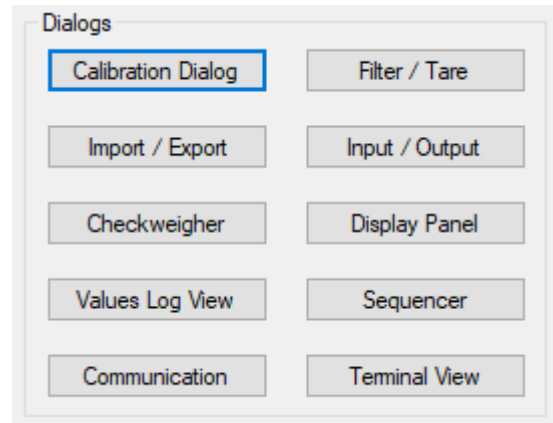 Dialogs
Calibration Dialog
Filter / Tare
Import / Export
Input / Output
Checkweigher
Display Panel
Values Log View
Sequencer
Communication
Terminal View